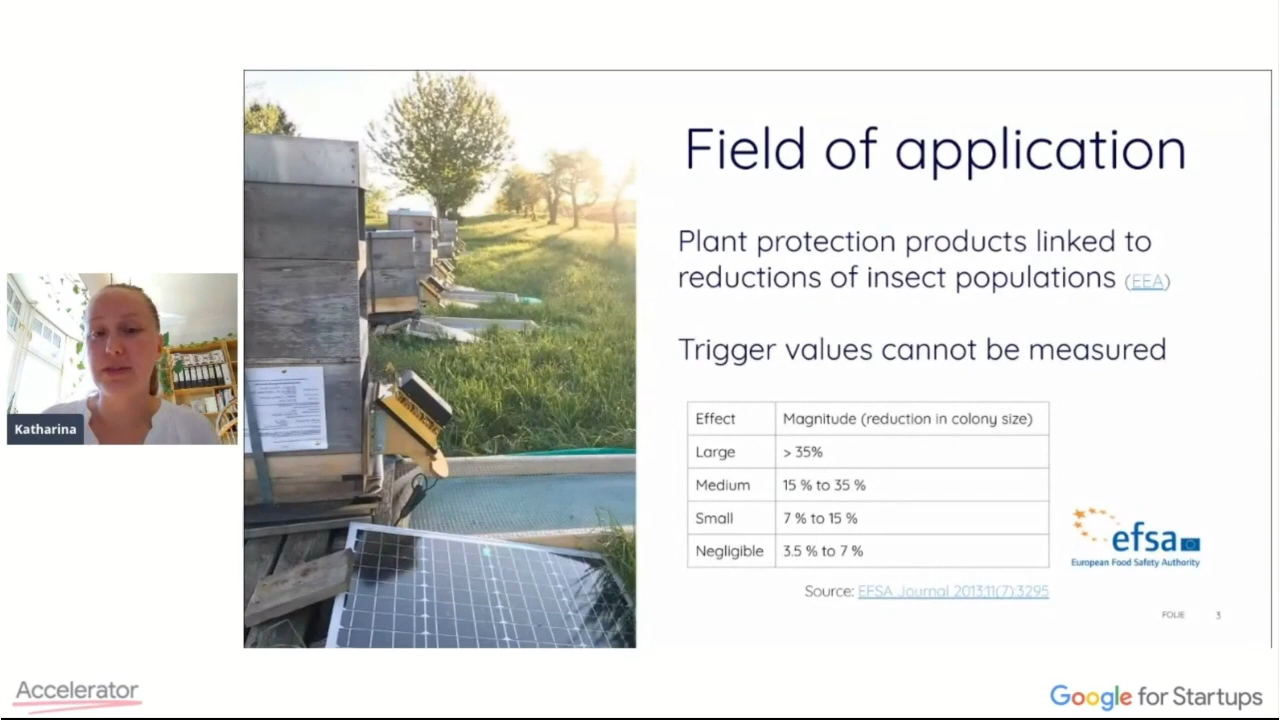 Field of application
Plant protection products linked to
reductions of insect populations (EEA)
Trigger values cannot be measured
Effect Magnitude (reduction in colony size)
Large > 35%
Medium 15 % to 35 %
Small 7 % to 15 %
Negligible 3.5 % to 7 %
efsa
European Food Safety Authority
Source: EFSA Journal 2013;11(7):3295
FOLIE 3
Katharina
Accelerator
Google for Startups